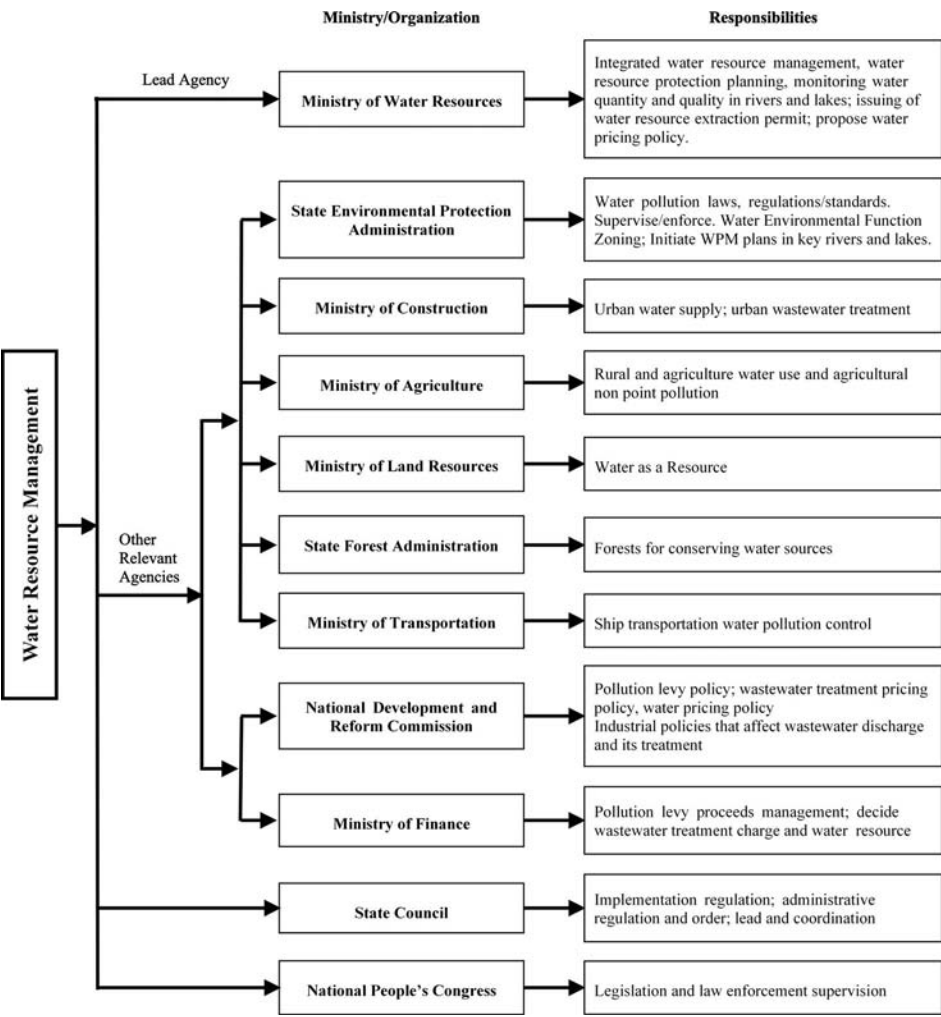 Ministry/Organization
Responsibilities
Lead Agency
Ministry of Water Resources
Integrated water resource management, water
resource protection planning, monitoring water
quantity and quality in rivers and lakes; issuing of
water resource extraction permit; propose water
pricing policy.
State Environmental Protection
Administration
Water pollution laws, regulations/standards.
Supervise/enforce. Water Environmental Function
Zoning; Initiate WPM plans in key rivers and lakes.
Ministry of Construction
Urban water supply; urban wastewater treatment
Ministry of Agriculture
Rural and agriculture water use and agricultural
non point pollution
Ministry of Land Resources
Water as a Resource
Water Resource Management
Other
Relevant
Agencies
State Forest Administration
Forests for conserving water sources
Ministry of Transportation
Ship transportation water pollution control
National Development and
Reform Commission
Pollution levy policy; wastewater treatment pricing
policy, water pricing policy
Industrial policies that affect wastewater discharge
and its treatment
Ministry of Finance
Pollution levy proceeds management; decide
wastewater treatment charge and water resource
State Council
Implementation regulation; administrative
regulation and order; lead and coordination
National People's Congress
Legislation and law enforcement supervision